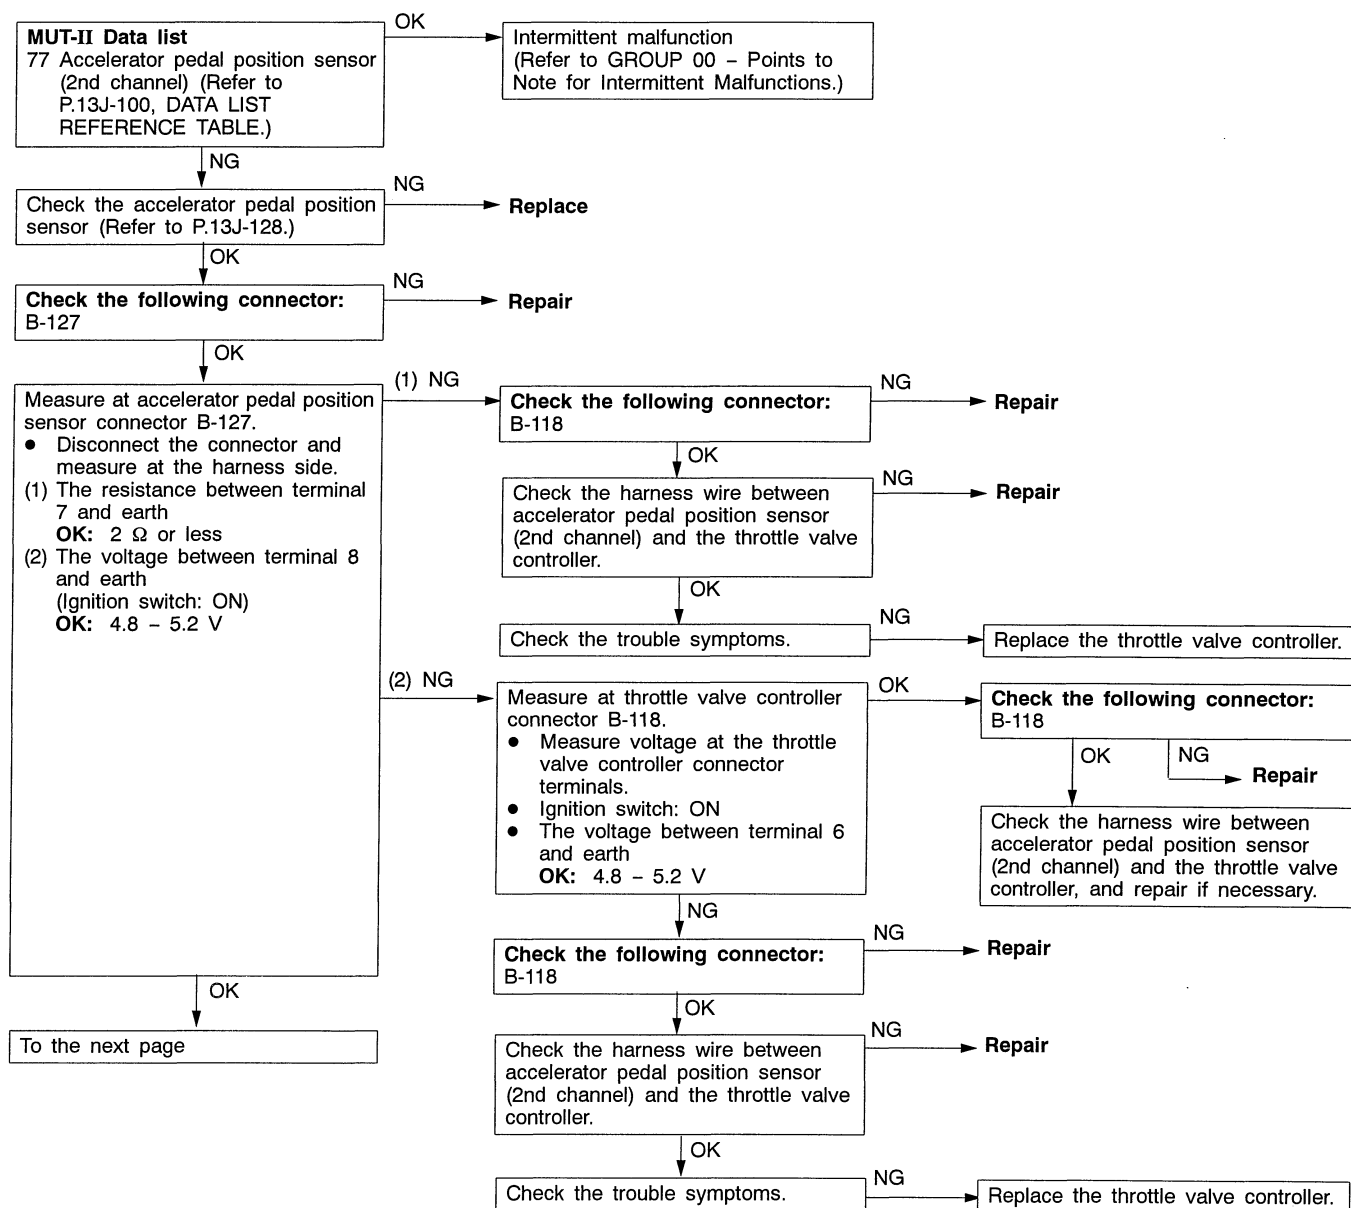 MUT-II Data list
77 Accelerator pedal position sensor
(2nd channel) (Refer to
P.13J-100, DATA LIST
REFERENCE TABLE.)
OK
Intermittent malfunction
(Refer to GROUP 00 – Points to
Note for Intermittent Malfunctions.)
NG
Check the accelerator pedal position
sensor (Refer to P.13J-128.)
NG
Replace
OK
Check the following connector:
B-127
NG
Repair
OK
Measure at accelerator pedal position
sensor connector B-127.
● Disconnect the connector and
measure at the harness side.
(1) The resistance between terminal
7 and earth
OK: 2 Ω or less
(2) The voltage between terminal 8
and earth
(Ignition switch: ON)
OK: 4.8 – 5.2 V
(1) NG
Check the following connector:
B-118
NG
Repair
OK
Check the harness wire between
accelerator pedal position sensor
(2nd channel) and the throttle valve
controller.
NG
Repair
OK
Check the trouble symptoms.
NG
Replace the throttle valve controller.
(2) NG
Measure at throttle valve controller
connector B-118.
● Measure voltage at the throttle
valve controller connector
terminals.
● Ignition switch: ON
● The voltage between terminal 6
and earth
OK: 4.8 – 5.2 V
OK
Check the following connector:
B-118
OK
NG
Repair
Check the harness wire between
accelerator pedal position sensor
(2nd channel) and the throttle valve
controller, and repair if necessary.
NG
Check the following connector:
B-118
NG
Repair
OK
Check the harness wire between
accelerator pedal position sensor
(2nd channel) and the throttle valve
controller.
NG
Repair
OK
Check the trouble symptoms.
NG
Replace the throttle valve controller.
OK
To the next page